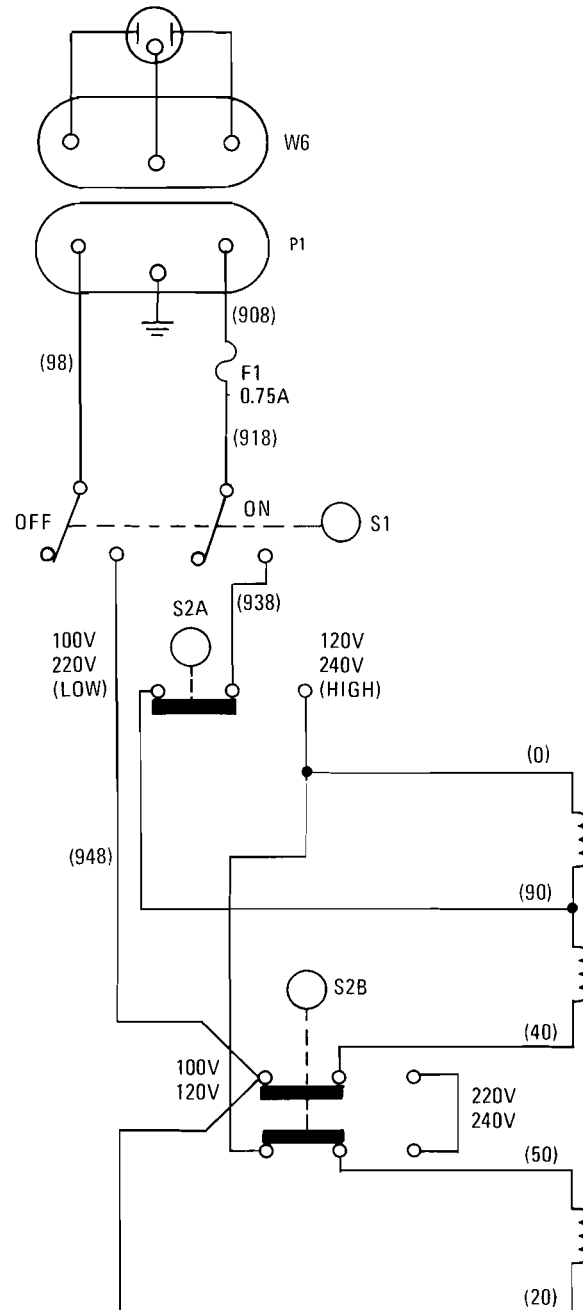 W6
P1
(908)
(98)
F1
0.75A
(918)
OFF
ON
S1
(938)
S2A
100V
220V
(LOW)
120V
240V
(HIGH)
(0)
(948)
(90)
S2B
(40)
100V
120V
220V
240V
(50)
(20)